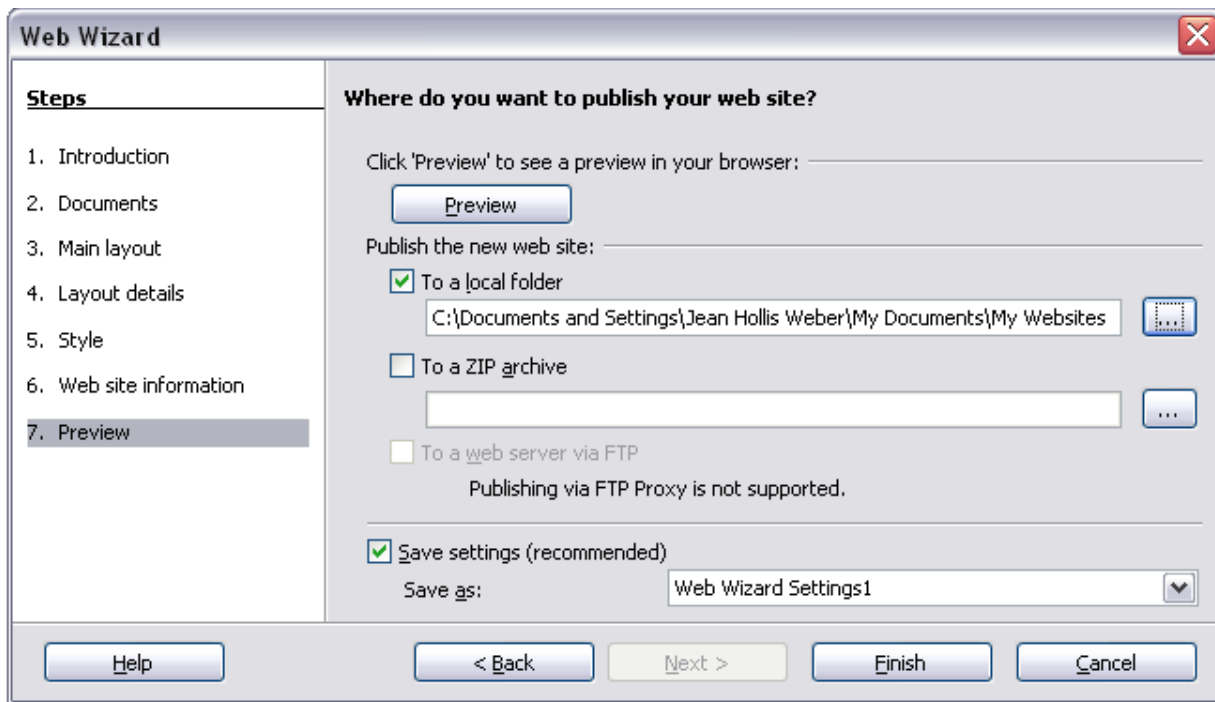 Web Wizard
Steps
1. Introduction
2. Documents
3. Main layout
4. Layout details
5. Style
6. Web site information
7. Preview
Where do you want to publish your web site?
Click 'Preview' to see a preview in your browser:
Preview
Publish the new web site:
To a local folder
C:\Documents and Settings\Jean Hollis Weber\My Documents\My Websites
...
To a ZIP archive
...
To a web server via FTP
Publishing via FTP Proxy is not supported.
Save settings (recommended)
Save as:
Web Wizard Settings1
Help
< Back
Next >
Finish
Cancel